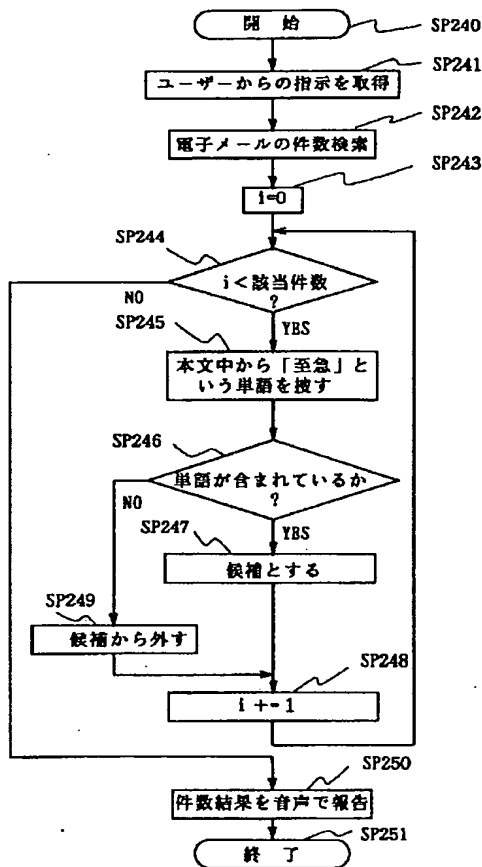 開 始
SP240
SP241
ユーザーからの指示を取得
SP242
電子メールの件数検索
SP243
i=0
SP244
i<該当件数
?
NO
YES
SP245
本文中から「至急」と
いう単語を捜す
SP246
単語が含まれているか
?
NO
YES
SP247
候補とする
SP249
候補から外す
SP248
i +=1
SP250
件数結果を音声で報告
SP251
終 了